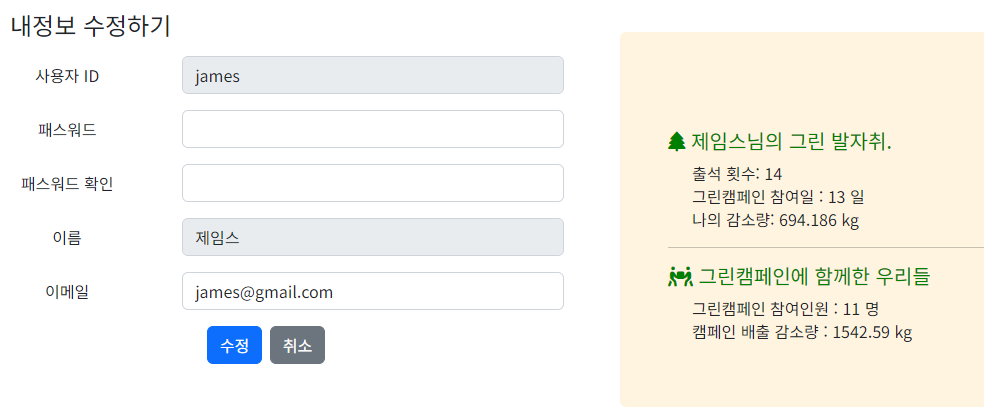 내정보 수정하기
사용자 ID
james
패스워드
패스워드 확인
이름
제임스
이메일
james@gmail.com
수정
취소
제임스님의 그린 발자취.
출석 횟수: 14
그린캠페인 참여일 : 13 일
나의 감소량: 694.186 kg
그린캠페인에 함께한 우리들
그린캠페인 참여인원 : 11 명
캠페인 배출 감소량 : 1542.59 kg